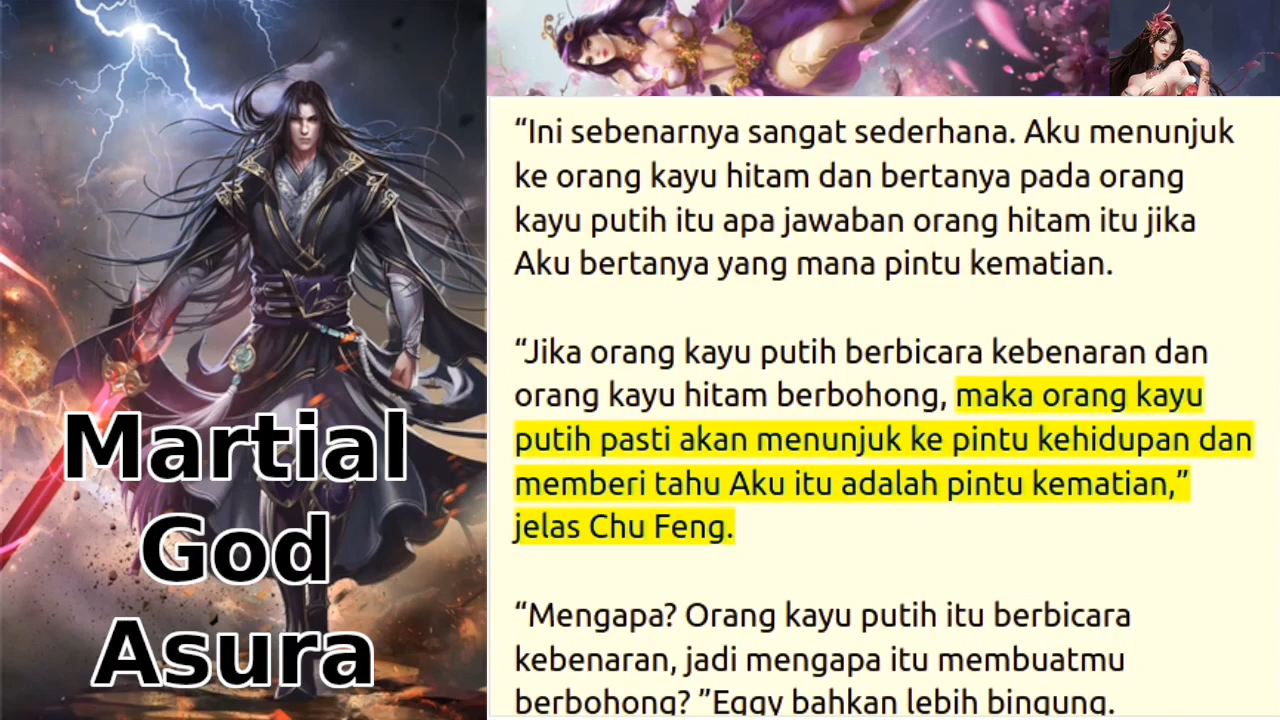 Martial
God
Asura
“Ini sebenarnya sangat sederhana. Aku menunjuk
ke orang kayu hitam dan bertanya pada orang
kayu putih itu apa jawaban orang hitam itu jika
Aku bertanya yang mana pintu kematian.
“Jika orang kayu putih berbicara kebenaran dan
orang kayu hitam berbohong, maka orang kayu
putih pasti akan menunjuk ke pintu kehidupan dan
memberi tahu Aku itu adalah pintu kematian,”
jelas Chu Feng.
“Mengapa? Orang kayu putih itu berbicara
kebenaran, jadi mengapa itu membuatmu
berbohong? ”Eggy bahkan lebih bingung.